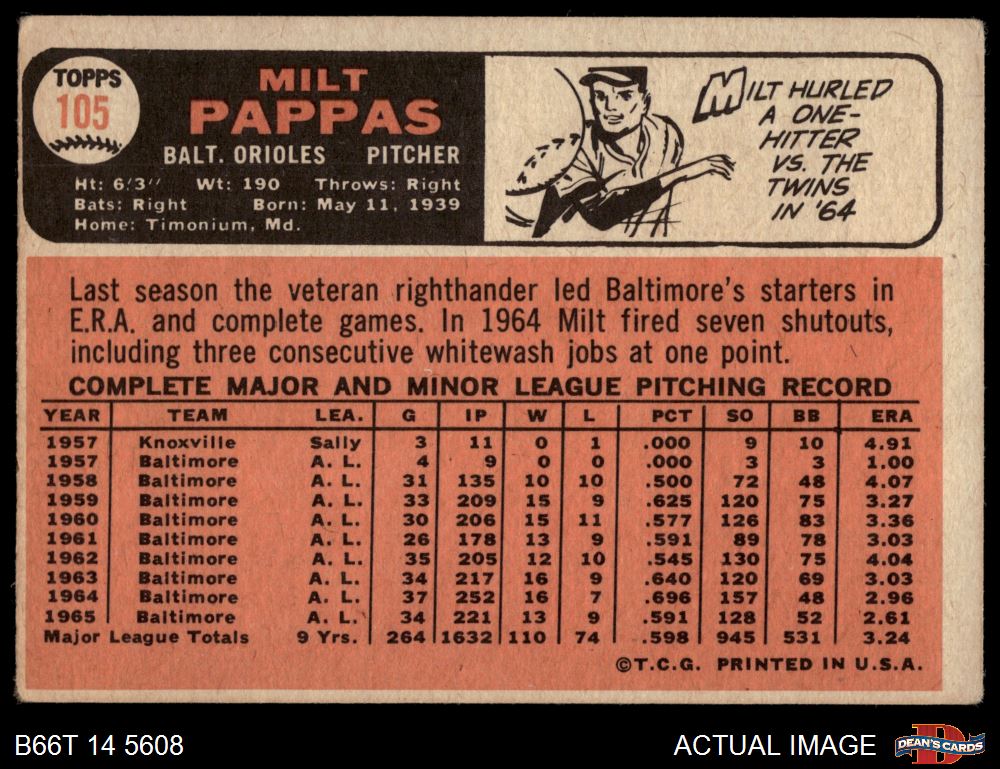 TOPPS
105
MILT
PAPPAS
BALT. ORIOLES PITCHER
Ht: 6'3" Wt: 190 Throws: Right
Bats: Right Born: May 11, 1939
Home: Timonium, Md.
MILT HURLED
A ONE-
HITTER
VS. THE
TWINS
IN '64
Last season the veteran righthander led Baltimore's starters in
E.R.A. and complete games. In 1964 Milt fired seven shutouts,
including three consecutive whitewash jobs at one point.
COMPLETE MAJOR AND MINOR LEAGUE PITCHING RECORD
YEAR TEAM LEA. G IP W L PCT SO BB ERA
1957 Knoxville Sally 3 11 0 1 .000 9 10 4.91
1957 Baltimore A. L. 4 9 0 0 .000 3 3 1.00
1958 Baltimore A. L. 31 135 10 10 .500 72 48 4.07
1959 Baltimore A. L. 33 209 15 9 .625 120 75 3.27
1960 Baltimore A. L. 30 206 15 11 .577 126 83 3.36
1961 Baltimore A. L. 26 178 13 9 .591 89 78 3.03
1962 Baltimore A. L. 35 205 12 10 .545 130 75 4.04
1963 Baltimore A. L. 34 217 16 9 .640 120 69 3.03
1964 Baltimore A. L. 37 252 16 7 .696 157 48 2.96
1965 Baltimore A. L. 34 221 13 9 .591 128 52 2.61
Major League Totals 9 Yrs. 264 1632 110 74 .598 945 531 3.24
©T.C.G. PRINTED IN U.S.A.
B66T 14 5608
ACTUAL IMAGE
D
DEAN'S CARDS